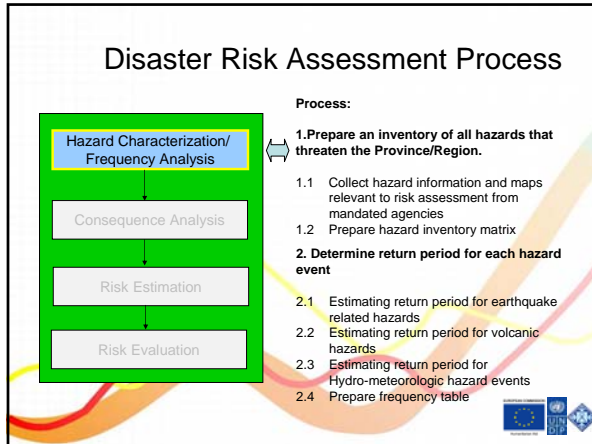 Disaster Risk Assessment Process
Hazard Characterization/
Frequency Analysis
Consequence Analysis
Risk Estimation
Risk Evaluation
Process:
1.Prepare an inventory of all hazards that
threaten the Province/Region.
1.1 Collect hazard information and maps
relevant to risk assessment from
mandated agencies
1.2 Prepare hazard inventory matrix
2. Determine return period for each hazard
event
2.1 Estimating return period for earthquake
related hazards
2.2 Estimating return period for volcanic
hazards
2.3 Estimating return period for
Hydro-meteorologic hazard events
2.4 Prepare frequency table
EUROPEAN COMMISSION
U N
D P